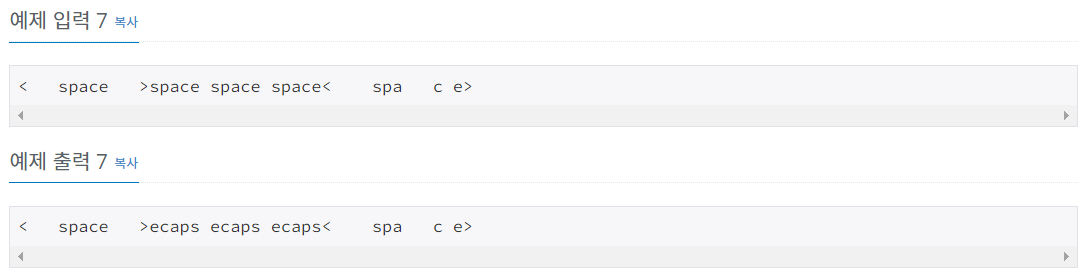 예제 입력 7 복사
<   space   >space space space<    spa   c e>
예제 출력 7 복사
<   space   >ecaps ecaps ecaps<    spa   c e>